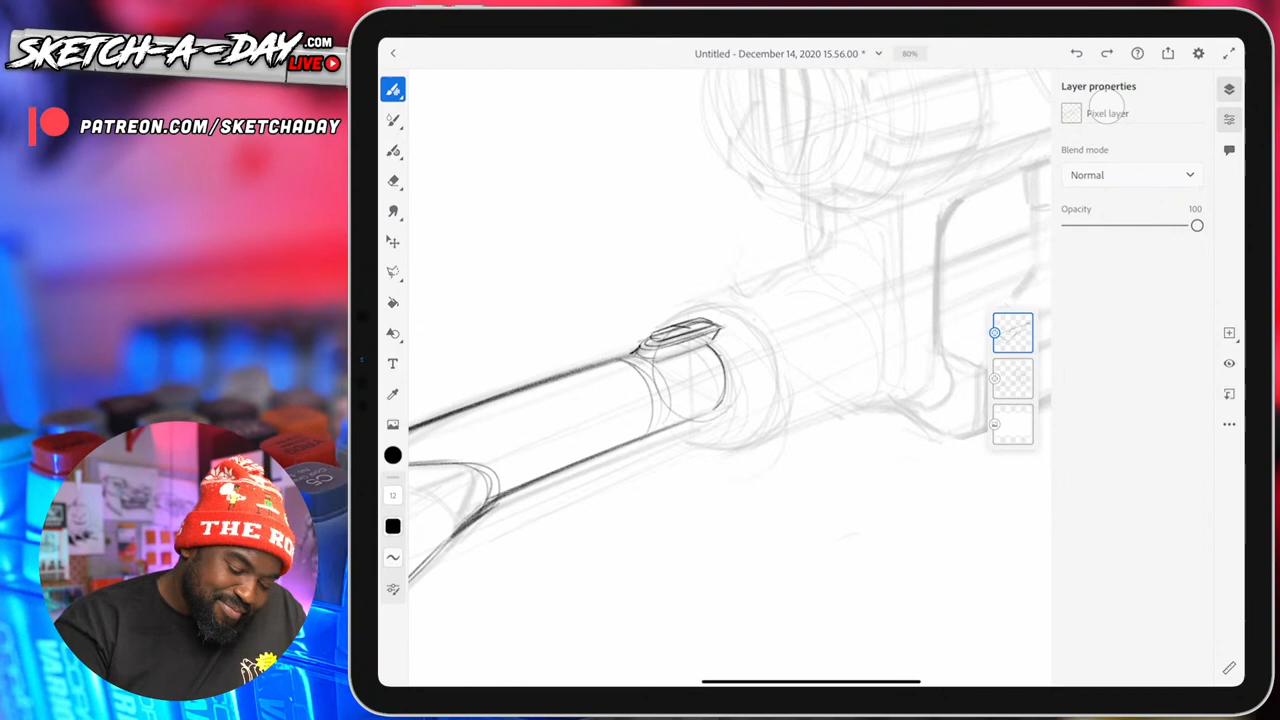 SKETCH-A-DAY.COM
LIVE
PATREON.COM/SKETCHADAY
Untitled - December 14, 2020 15.56.00 *
80%
Layer properties
Pixel layer
Blend mode
Normal
Opacity
100
T
12
THE RO